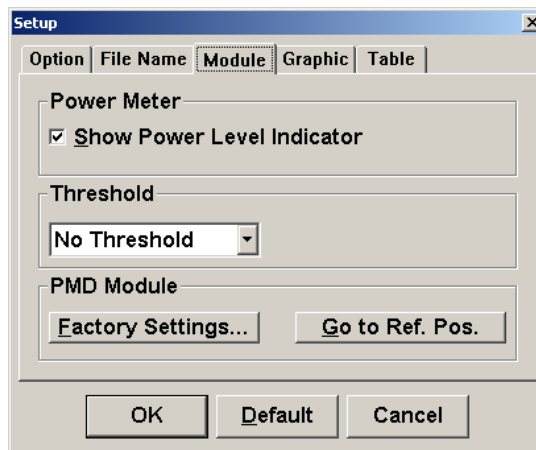 Setup
Option File Name Module Graphic Table
Power Meter
Show Power Level Indicator
Threshold
No Threshold
PMD Module
Factory Settings... Go to Ref. Pos.
OK Default Cancel